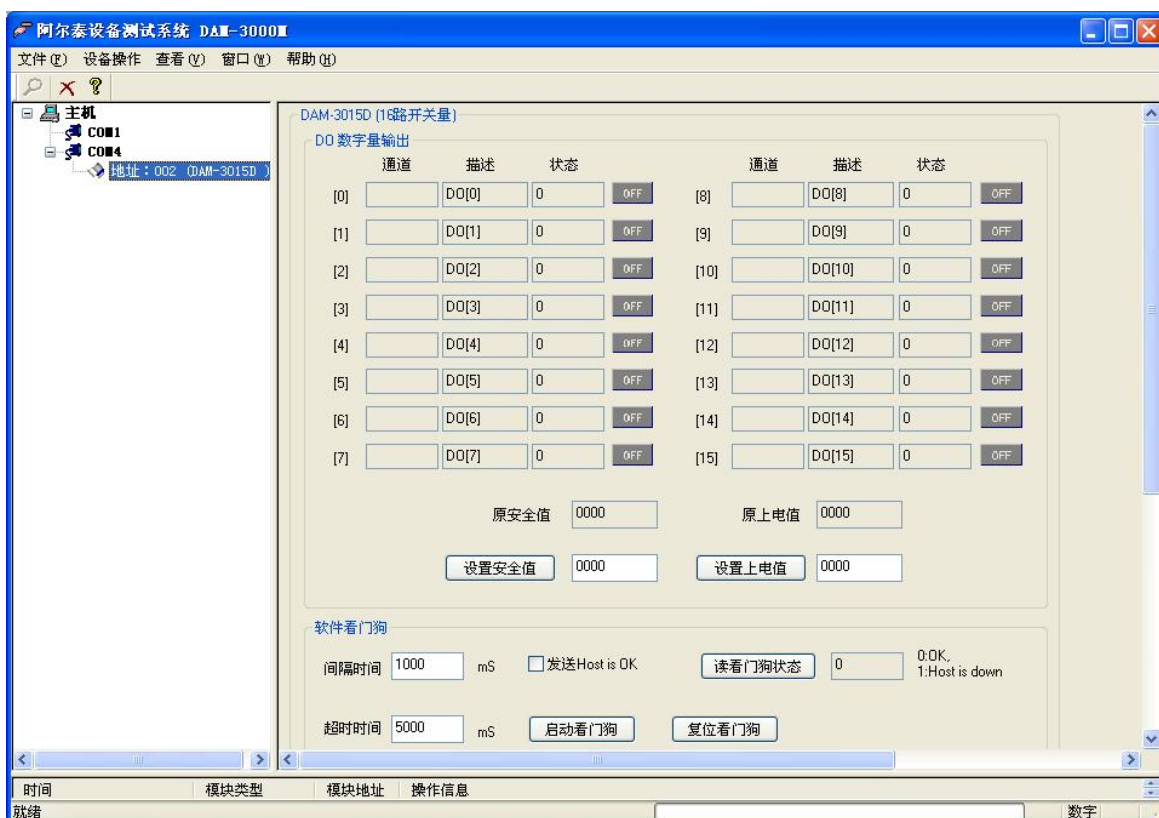 阿尔泰设备测试系统 DAM-3000M
文件(F) 设备操作 查看(V) 窗口(W) 帮助(H)
主机
COM1
COM4
地址：002 (DAM-3015D )
DAM-3015D (16路开关量)
DO 数字量输出
通道 描述 状态 通道 描述 状态
[0] DO[0] 0 OFF [8] DO[8] 0 OFF
[1] DO[1] 0 OFF [9] DO[9] 0 OFF
[2] DO[2] 0 OFF [10] DO[10] 0 OFF
[3] DO[3] 0 OFF [11] DO[11] 0 OFF
[4] DO[4] 0 OFF [12] DO[12] 0 OFF
[5] DO[5] 0 OFF [13] DO[13] 0 OFF
[6] DO[6] 0 OFF [14] DO[14] 0 OFF
[7] DO[7] 0 OFF [15] DO[15] 0 OFF
原安全值 0000 原上电值 0000
设置安全值 0000 设置上电值 0000
软件看门狗
间隔时间 1000 mS 发送Host is OK 读看门狗状态 0 0:OK,
1:Host is down
超时时间 5000 mS 启动看门狗 复位看门狗
时间 模块类型 模块地址 操作信息
就绪 数字